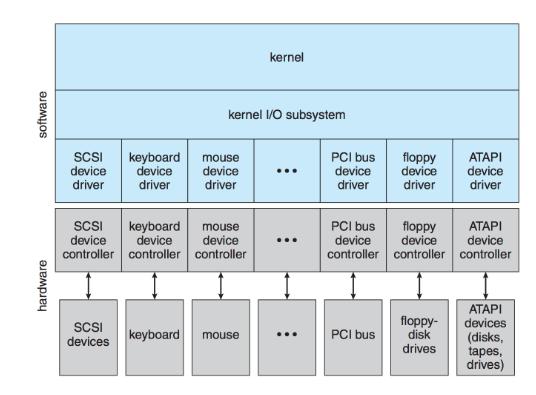 kernel
kernel I/O subsystem
software
SCSI
device
driver
keyboard
device
driver
mouse
device
driver
•••
PCI bus
device
driver
floppy
device
driver
ATAPI
device
driver
hardware
SCSI
device
controller
keyboard
device
controller
mouse
device
controller
•••
PCI bus
device
controller
floppy
device
controller
ATAPI
device
controller
SCSI
devices
keyboard
mouse
•••
PCI bus
floppy-
disk
drives
ATAPI
devices
(disks,
tapes,
drives)